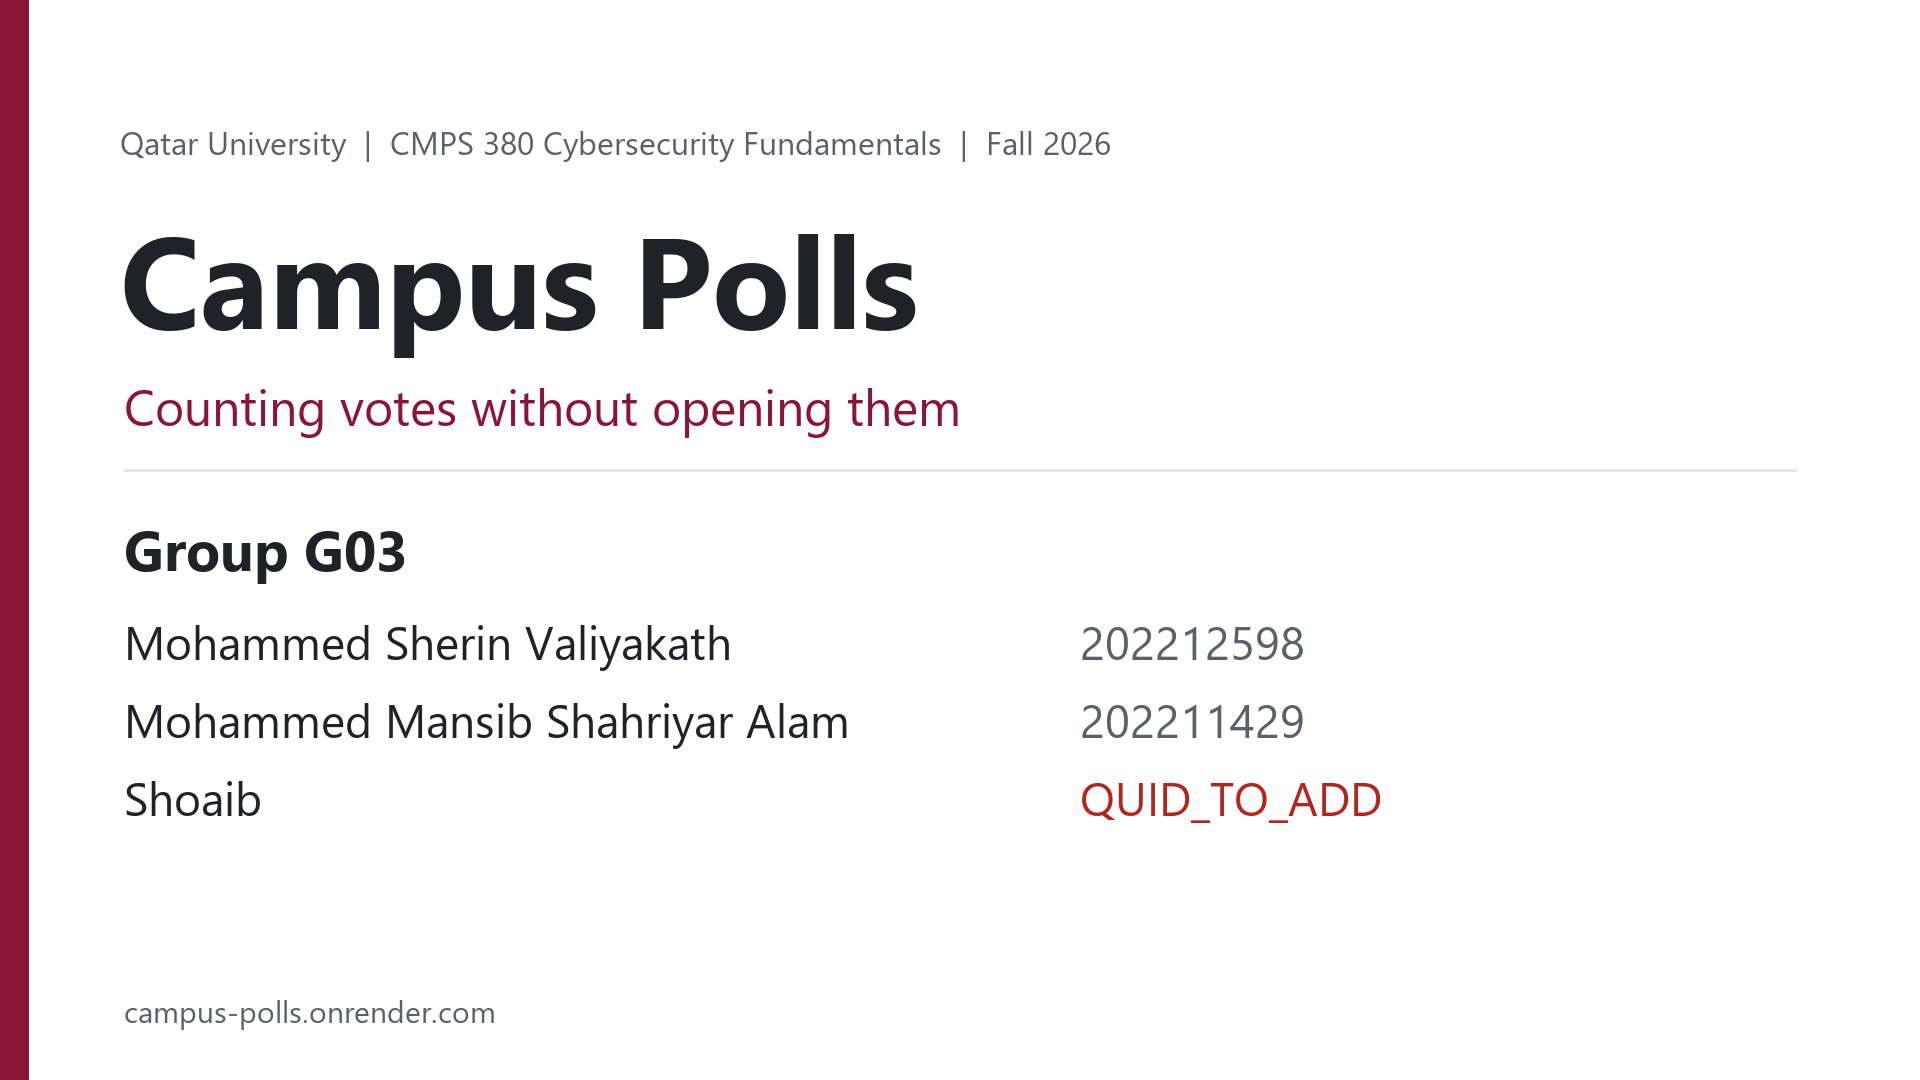 Qatar University | CMPS 380 Cybersecurity Fundamentals | Fall 2026
Campus Polls
Counting votes without opening them
Group G03
Mohammed Sherin Valiyakath 202212598
Mohammed Mansib Shahriyar Alam 202211429
Shoaib QUID_TO_ADD
campus-polls.onrender.com